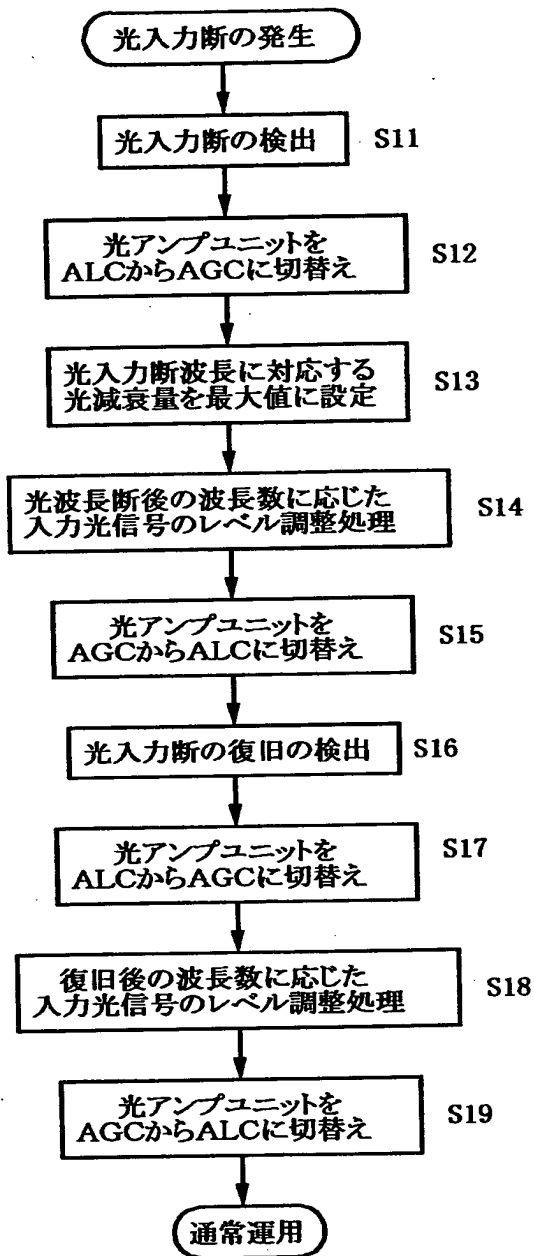 光入力断の発生
光入力断の検出
S11
光アンプユニットを
ALCからAGCに切替え
S12
光入力断波長に対応する
光減衰量を最大値に設定
S13
光波長断後の波長数に応じた
入力光信号のレベル調整処理
S14
光アンプユニットを
AGCからALCに切替え
S15
光入力断の復旧の検出
S16
光アンプユニットを
ALCからAGCに切替え
S17
復旧後の波長数に応じた
入力光信号のレベル調整処理
S18
光アンプユニットを
AGCからALCに切替え
S19
通常運用